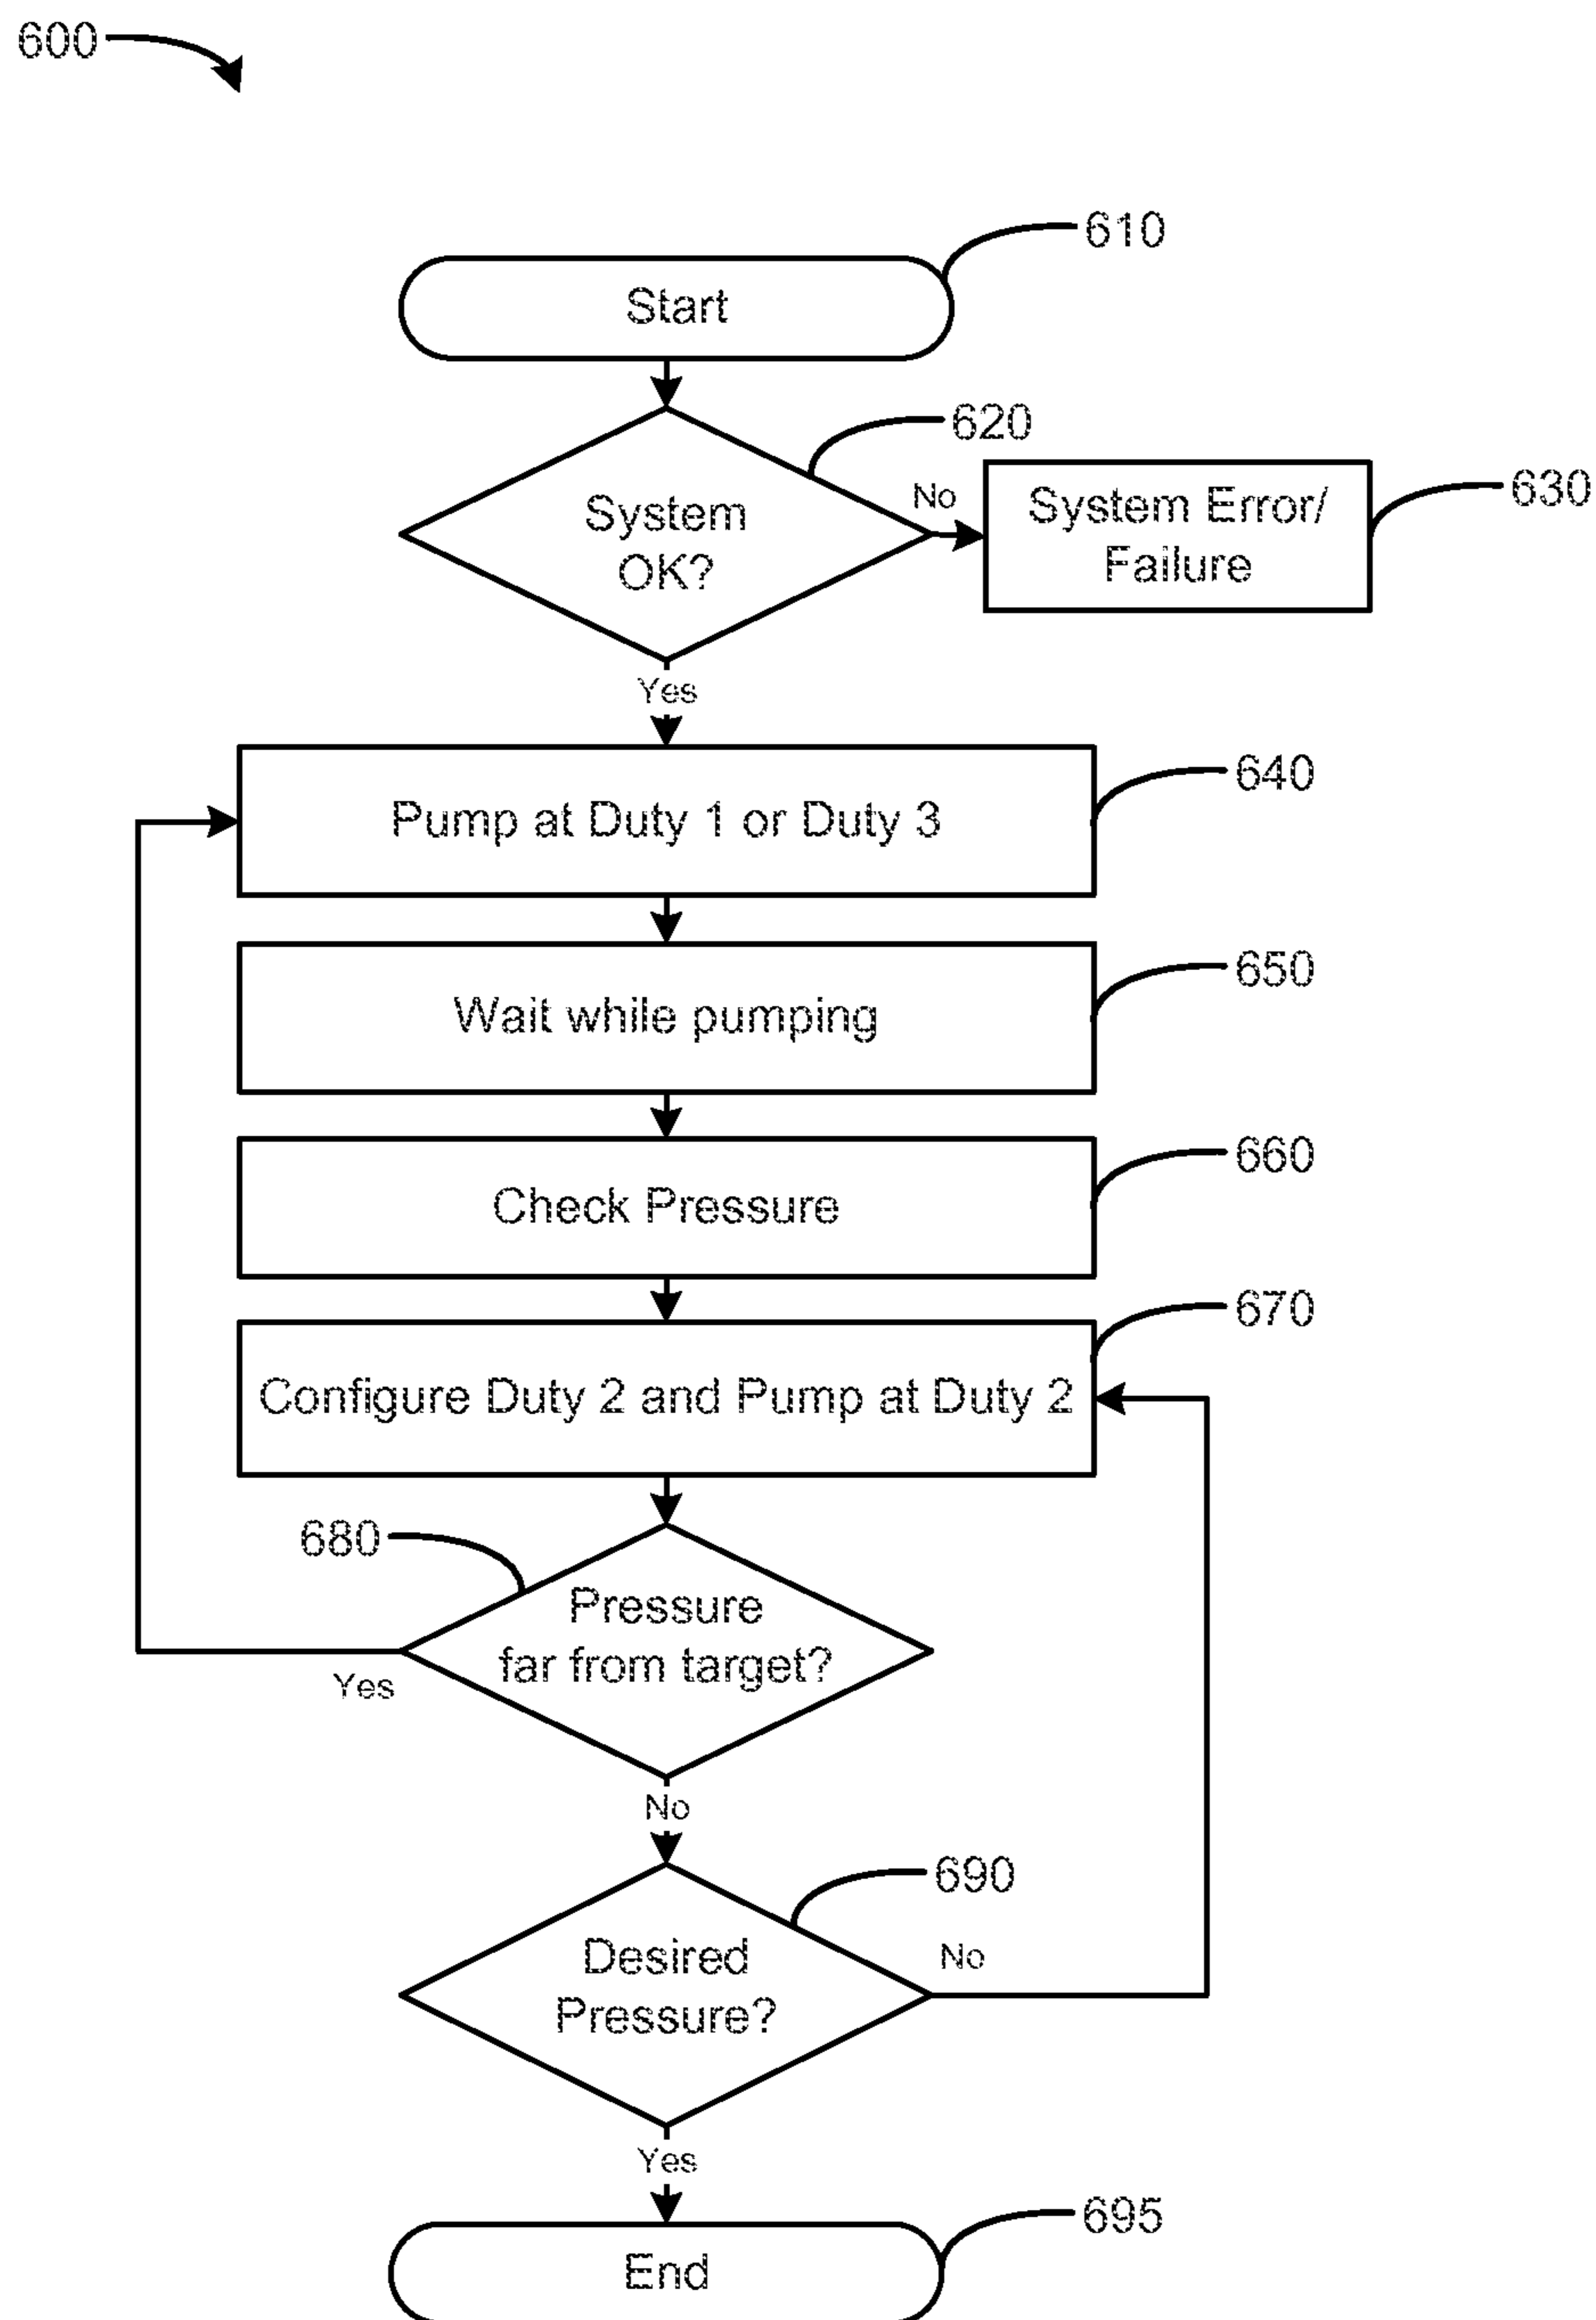 600
610
Start
620
System
OK?
No
System Error/
Failure
630
Yes
640
Pump at Duty 1 or Duty 3
650
Wait while pumping
660
Check Pressure
670
Configure Duty 2 and Pump at Duty 2
680
Pressure
far from target?
Yes
No
690
Desired
Pressure?
No
Yes
695
End